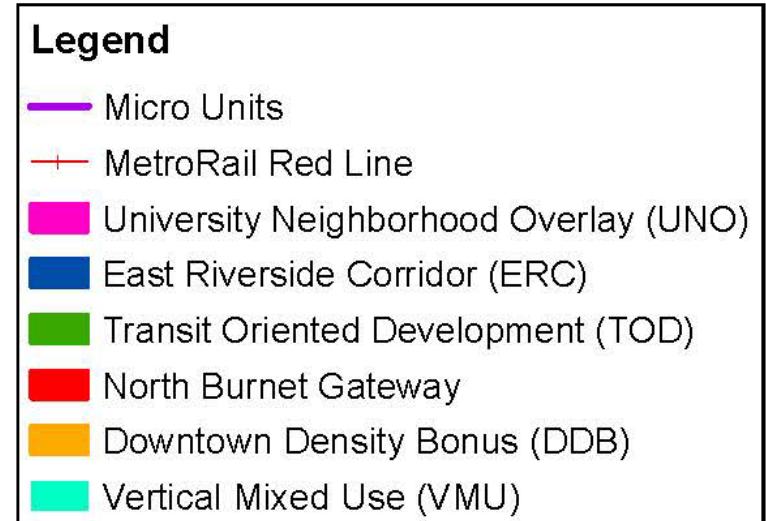 Legend
Micro Units
MetroRail Red Line
University Neighborhood Overlay (UNO)
East Riverside Corridor (ERC)
Transit Oriented Development (TOD)
North Burnet Gateway
Downtown Density Bonus (DDB)
Vertical Mixed Use (VMU)